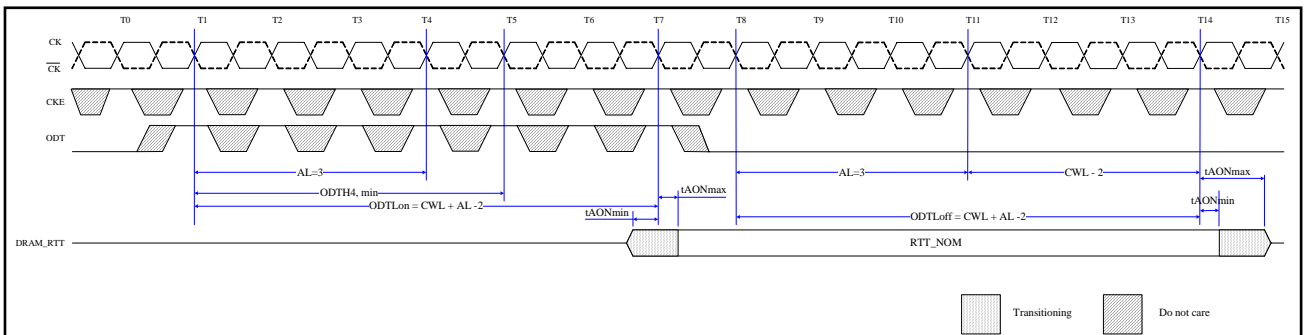 T0 T1 T2 T3 T4 T5 T6 T7 T8 T9 T10 T11 T12 T13 T14 T15
CK
CK
CKE
ODT
AL=3 AL=3 CWL - 2
tAONmax
ODTH4, min
tAONmax
ODTLon = CWL + AL -2
tAONmin
tAONmin
ODTLoff = CWL + AL -2
DRAM_RTT RTT_NOM
Transitioning Do not care